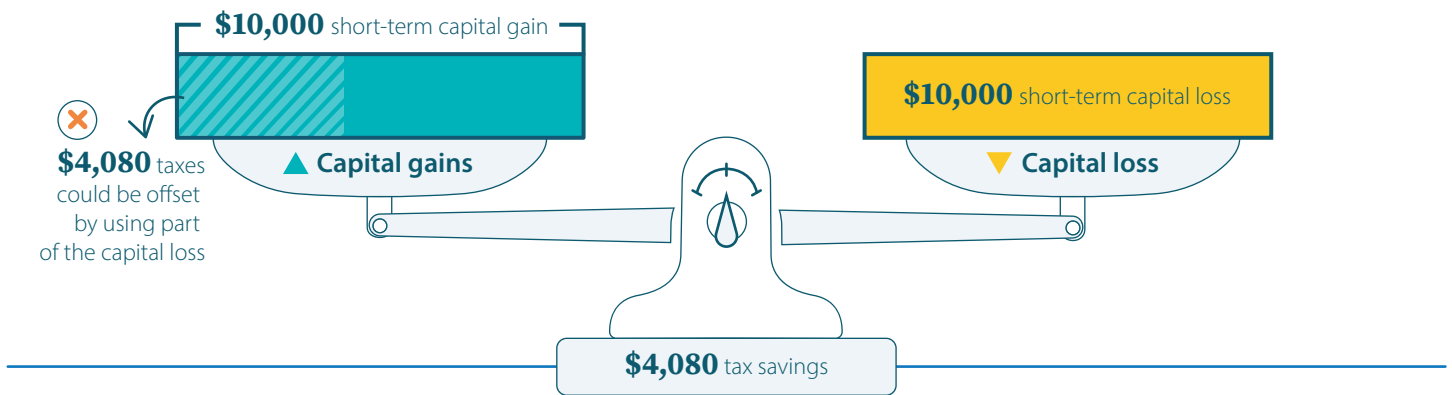 $10,000 short-term capital gain
$10,000 short-term capital loss
Capital gains
Capital loss
$4,080 taxes
could be offset
by using part
of the capital loss
$4,080 tax savings